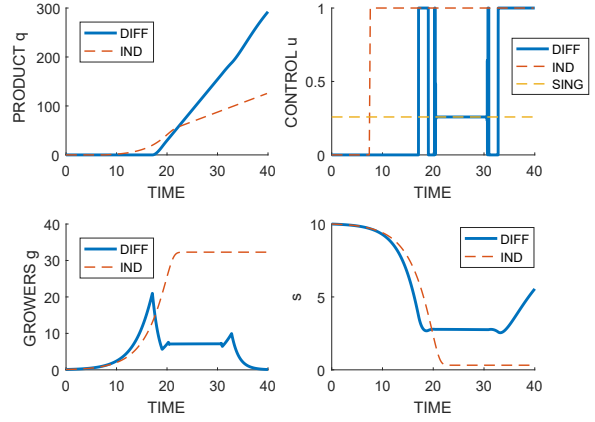 PRODUCT q
300
200
100
0
DIFF
IND
0 10 20 30 40
TIME
CONTROL u
1
0.5
0
DIFF
IND
SING
0 10 20 30 40
TIME
GROWERS g
40
30
20
10
0
DIFF
IND
0 10 20 30 40
TIME
s
10
5
0
DIFF
IND
0 10 20 30 40
TIME